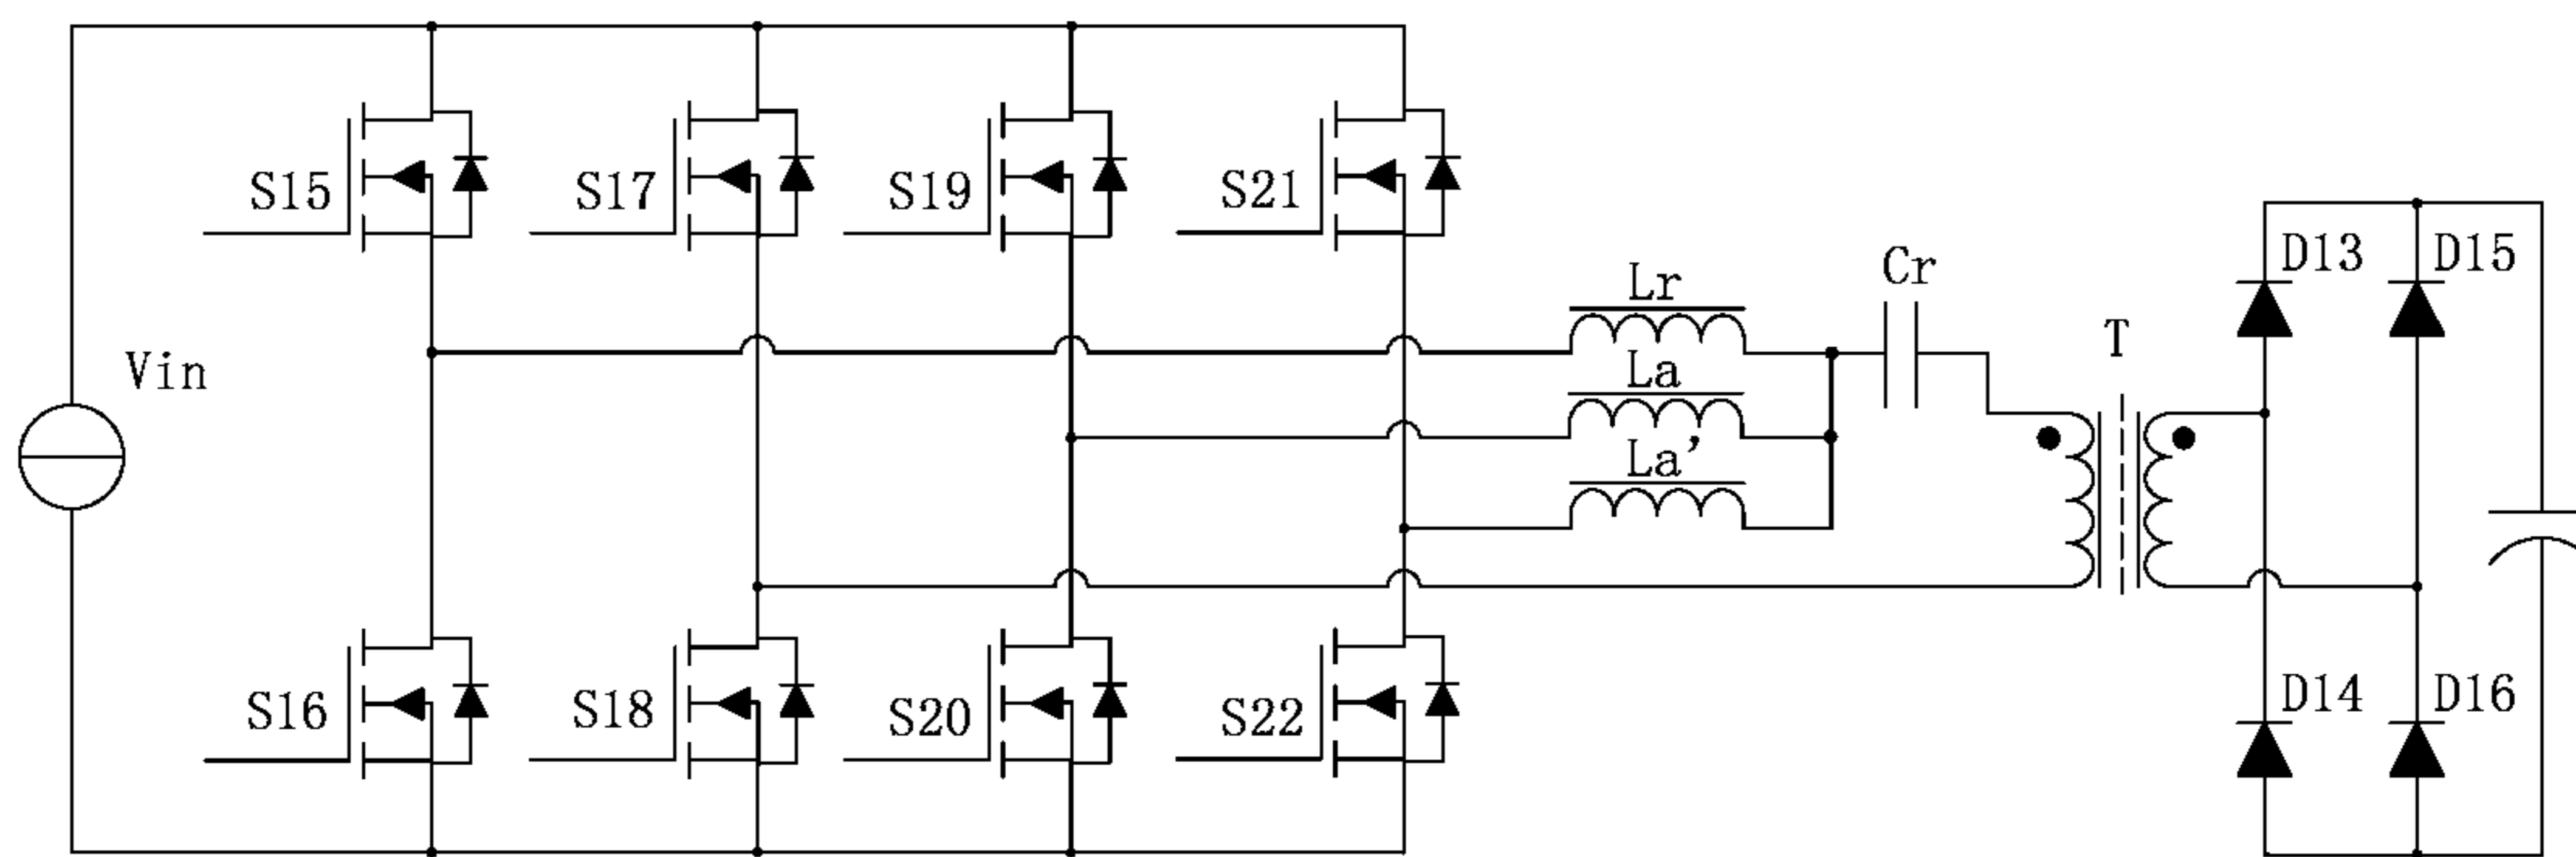 S15
S17
S19
S21
Vin
Lr
La
La'
Cr
T
D13
D15
S16
S18
S20
S22
D14
D16